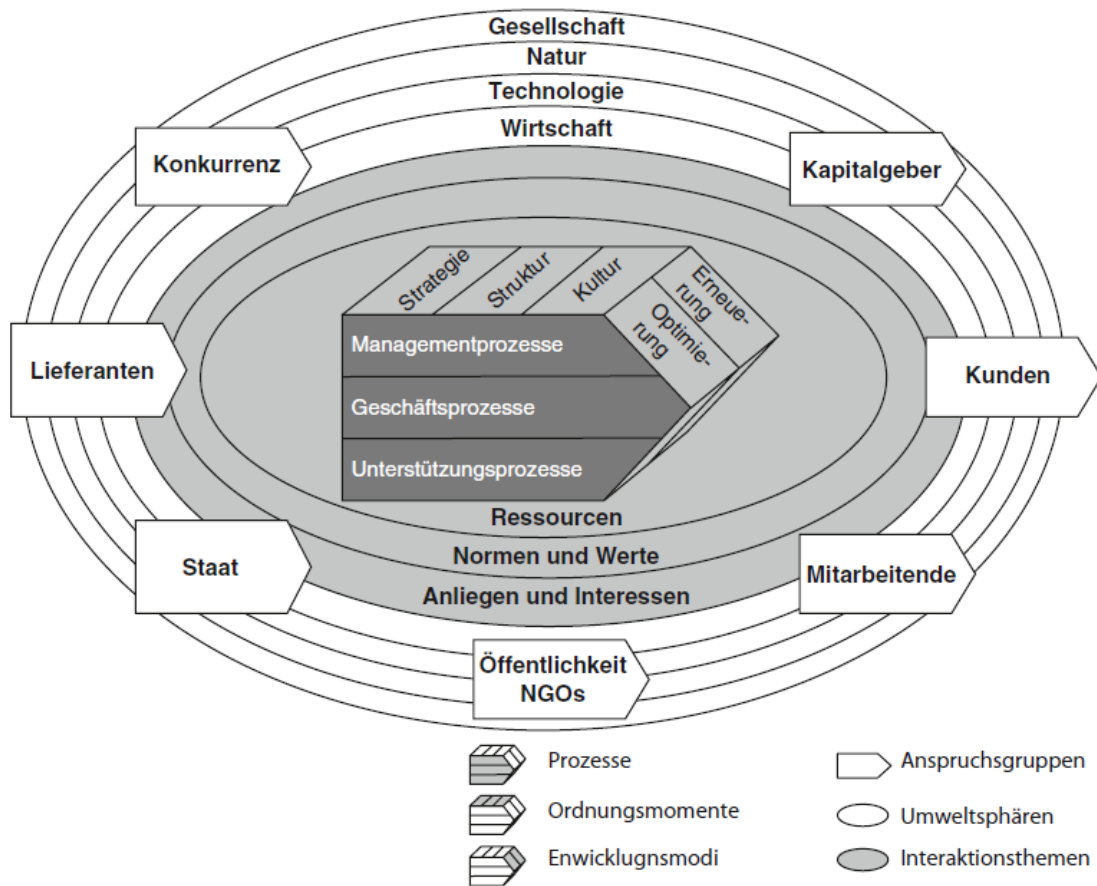 Gesellschaft
Natur
Technologie
Wirtschaft
Konkurrenz
Kapitalgeber
Strategie
Struktur
Kultur
Erneue-
rung
Optimie-
rung
Managementprozesse
Geschäftsprozesse
Unterstützungsprozesse
Lieferanten
Kunden
Ressourcen
Normen und Werte
Anliegen und Interessen
Staat
Mitarbeitende
Öffentlichkeit
NGOs
Prozesse
Anspruchsgruppen
Ordnungsmomente
Umweltsphären
Enwicklugnsmodi
Interaktionsthemen